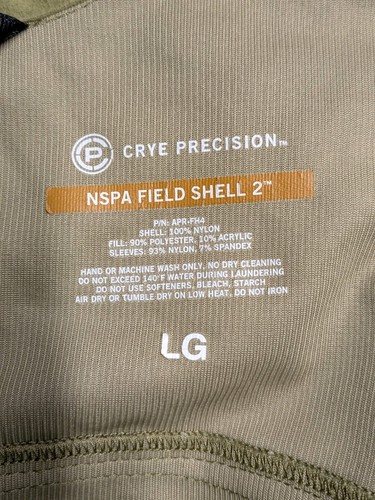 CP
CRYE PRECISION™
NSPA FIELD SHELL 2™
P/N: APR-FH4
SHELL: 100% NYLON
FILL: 90% POLYESTER, 10% ACRYLIC
SLEEVES: 93% NYLON, 7% SPANDEX
HAND OR MACHINE WASH ONLY. NO DRY CLEANING
DO NOT EXCEED 140°F WATER DURING LAUNDERING
DO NOT USE SOFTENERS, BLEACH, STARCH
AIR DRY OR TUMBLE DRY ON LOW HEAT. DO NOT IRON
LG